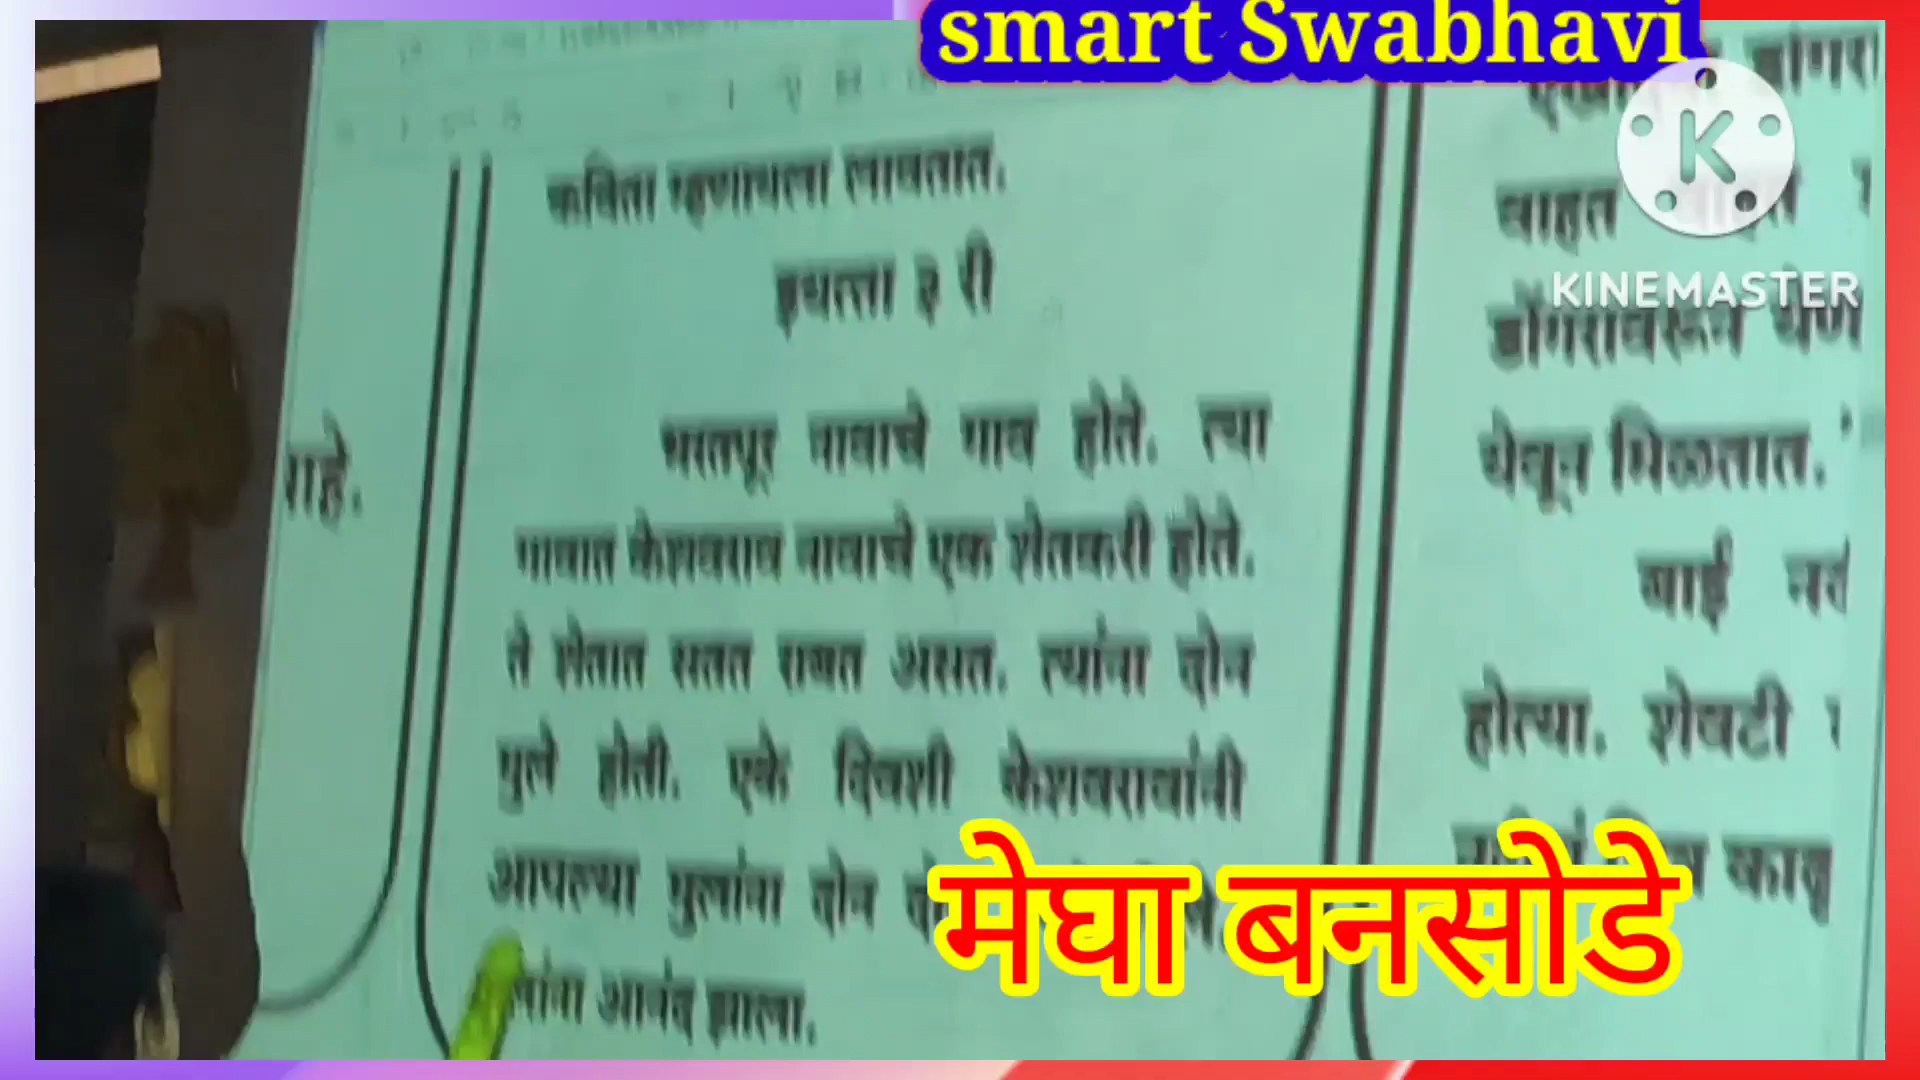 smart Swabhavi
KINEMASTER
राहे.
कविता म्हणायला लावतात.
इयत्ता ३ री
भरतपूर नावाचे गाव होते. त्या
गावात केशवराव नावाचे एक शेतकरी होते.
ते शेतात सतत राबत असत. त्यांना दोन
मुले होती. एके दिवशी केशवरावांनी
आपल्या मुलांना दोन
आनंद झाला.
वाहत
डोंगरावरून
येवून मिळतात.
बाई
होत्या. शेवटी
मेघा बनसोडे